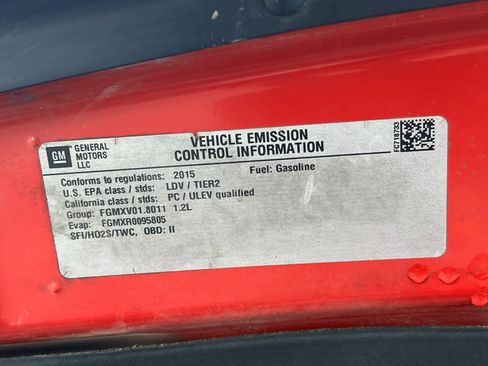 GM
GENERAL
MOTORS
LLC
VEHICLE EMISSION
CONTROL INFORMATION
Conforms to regulations: 2015 Fuel: Gasoline
U.S. EPA class / stds: LDV / TIER2
California class / stds: PC / ULEV qualified
Group: FGMXV01.8011 1.2L
Evap: FGMXR0095805
SFI/HO2S/TWC, OBD: II